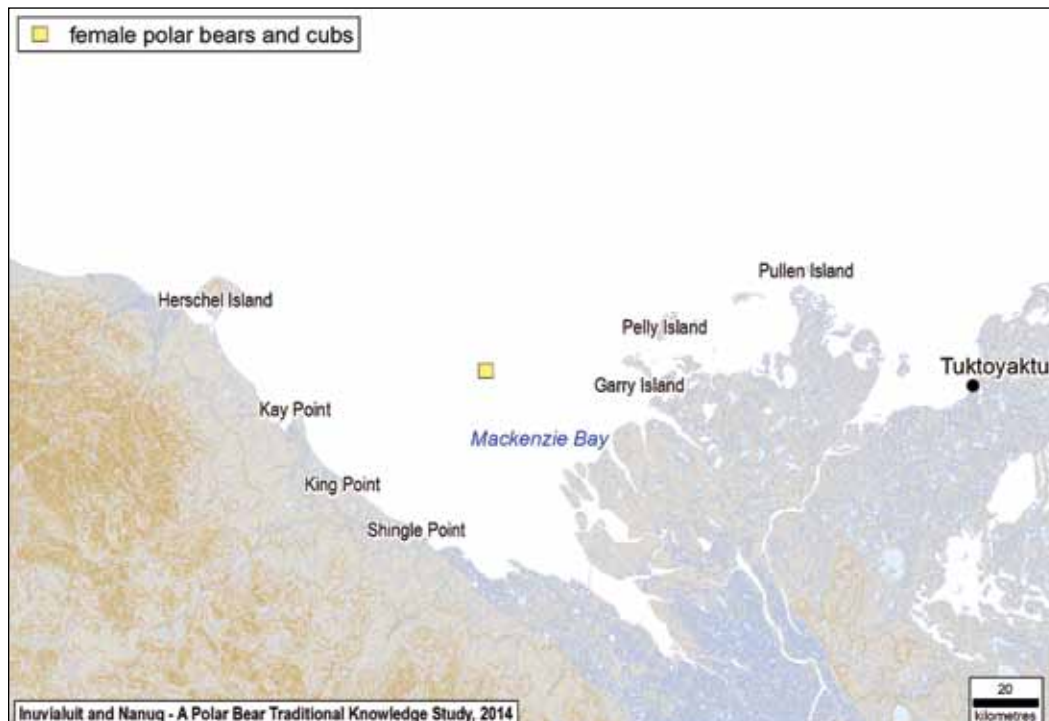 female polar bears and cubs
Pullen Island
Herschel Island
Pelly Island
Tuktoyaktu
Garry Island
Kay Point
Mackenzie Bay
King Point
Shingle Point
20
kilometres
Inuvialuit and Nanuq - A Polar Bear Traditional Knowledge Study, 2014